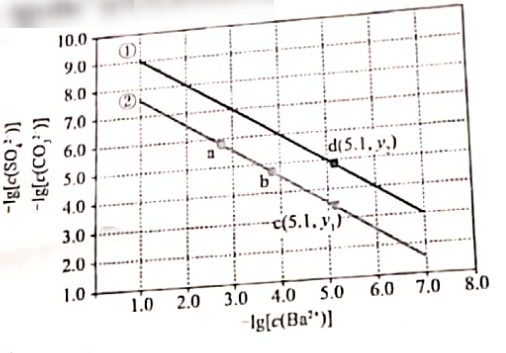 10.0
9.0
8.0
7.0
6.0
5.0
4.0
3.0
2.0
1.0
-lg[c(SO₄²⁻)]
-lg[c(CO₃²⁻)]
①
②
a
b
d(5.1, y₂)
c(5.1, y₁)
1.0 2.0 3.0 4.0 5.0 6.0 7.0 8.0
-lg[c(Ba²⁺)]